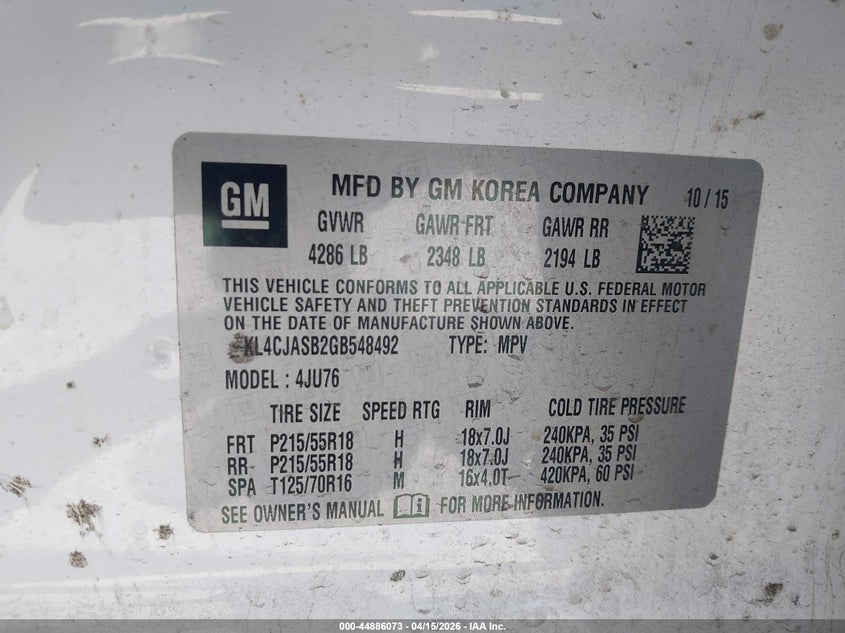 GM
MFD BY GM KOREA COMPANY 10 / 15
GVWR GAWR FRT GAWR RR
4286 LB 2348 LB 2194 LB
THIS VEHICLE CONFORMS TO ALL APPLICABLE U.S. FEDERAL MOTOR
VEHICLE SAFETY AND THEFT PREVENTION STANDARDS IN EFFECT
ON THE DATE OF MANUFACTURE SHOWN ABOVE.
KL4CJASB2GB548492 TYPE: MPV
MODEL : 4JU76
TIRE SIZE SPEED RTG RIM COLD TIRE PRESSURE
FRT P215/55R18 H 18x7.0J 240KPA, 35 PSI
RR P215/55R18 H 18x7.0J 240KPA, 35 PSI
SPA T125/70R16 M 16x4.0T 420KPA, 60 PSI
SEE OWNER'S MANUAL FOR MORE INFORMATION.
000-44886073 - 04/15/2026 - IAA Inc.